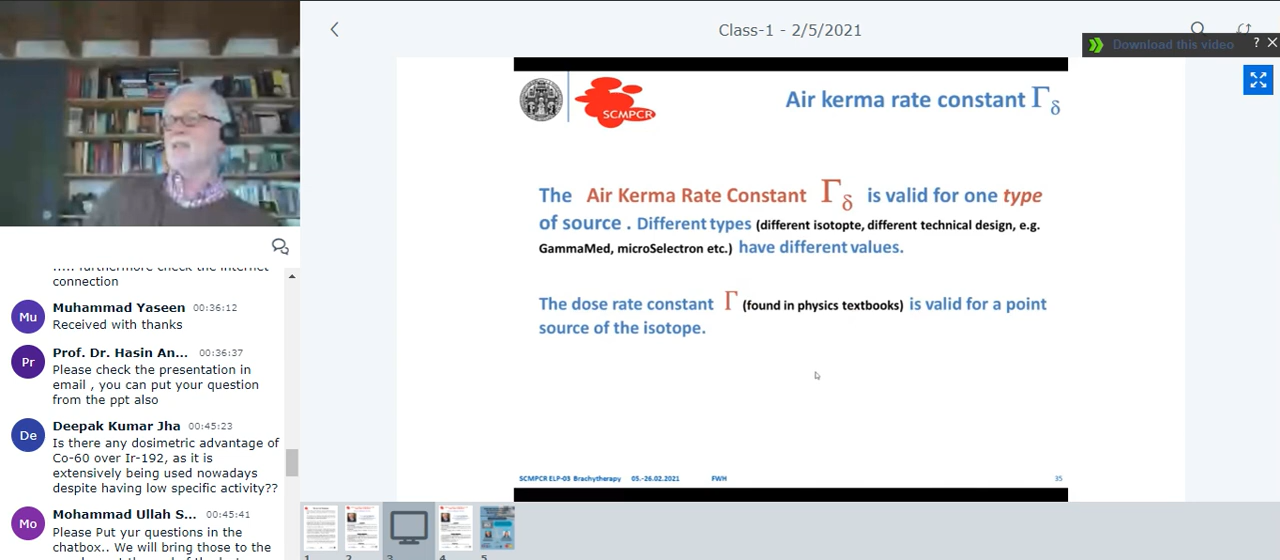 Class-1 - 2/5/2021
Download this video
? X
SCMPCR
Air kerma rate constant Γδ
The Air Kerma Rate Constant Γδ is valid for one type
of source . Different types (different isotopte, different technical design, e.g.
GammaMed, microSelectron etc.) have different values.
The dose rate constant Γ (found in physics textbooks) is valid for a point
source of the isotope.
SCMPCR ELP-03 Brachytherapy 05.-26.02.2021 FWH 35
..... furthermore check the internet
connection
Mu
Muhammad Yaseen 00:36:12
Received with thanks
Pr
Prof. Dr. Hasin An... 00:36:37
Please check the presentation in
email , you can put your question
from the ppt also
De
Deepak Kumar Jha 00:45:23
Is there any dosimetric advantage of
Co-60 over Ir-192, as it is
extensively being used nowadays
despite having low specific activity??
Mo
Mohammad Ullah S... 00:45:41
Please Put yur questions in the
chatbox.. We will bring those to the
1 2 3 4 5